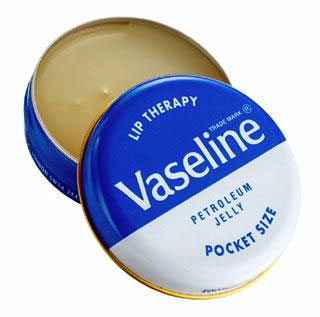 LIP THERAPY
TRADE MARK ®
Vaseline
PETROLEUM
JELLY
POCKET SIZE